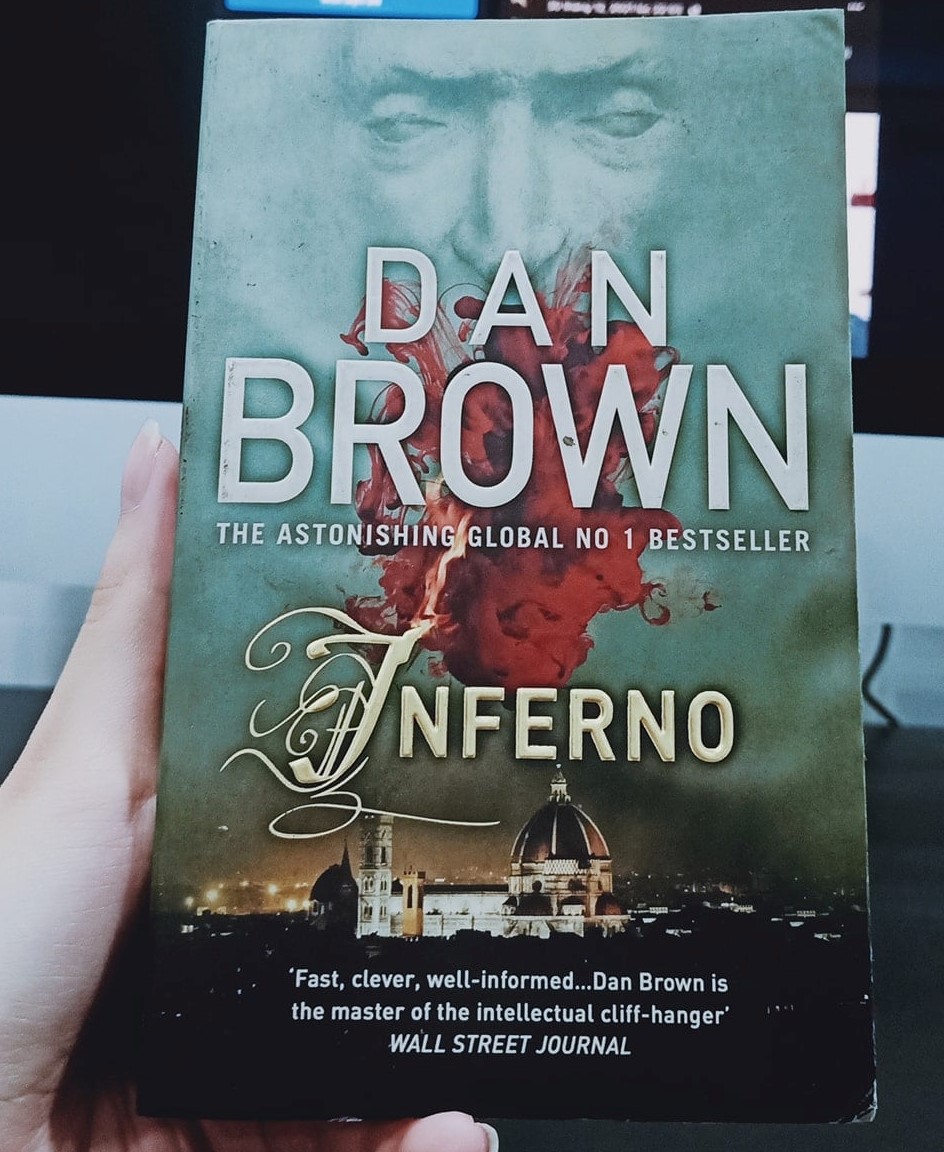 DAN
BROWN
THE ASTONISHING GLOBAL NO 1 BESTSELLER
INFERNO
‘Fast, clever, well-informed...Dan Brown is
the master of the intellectual cliff-hanger’
WALL STREET JOURNAL